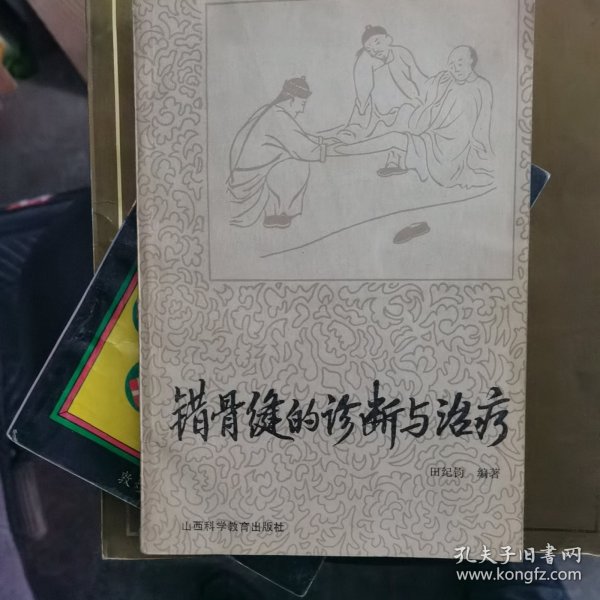 错骨缝的诊断与治疗
田纪钧 编著
山西科学教育出版社
敦
孔夫子旧书网
www.kongfz.com